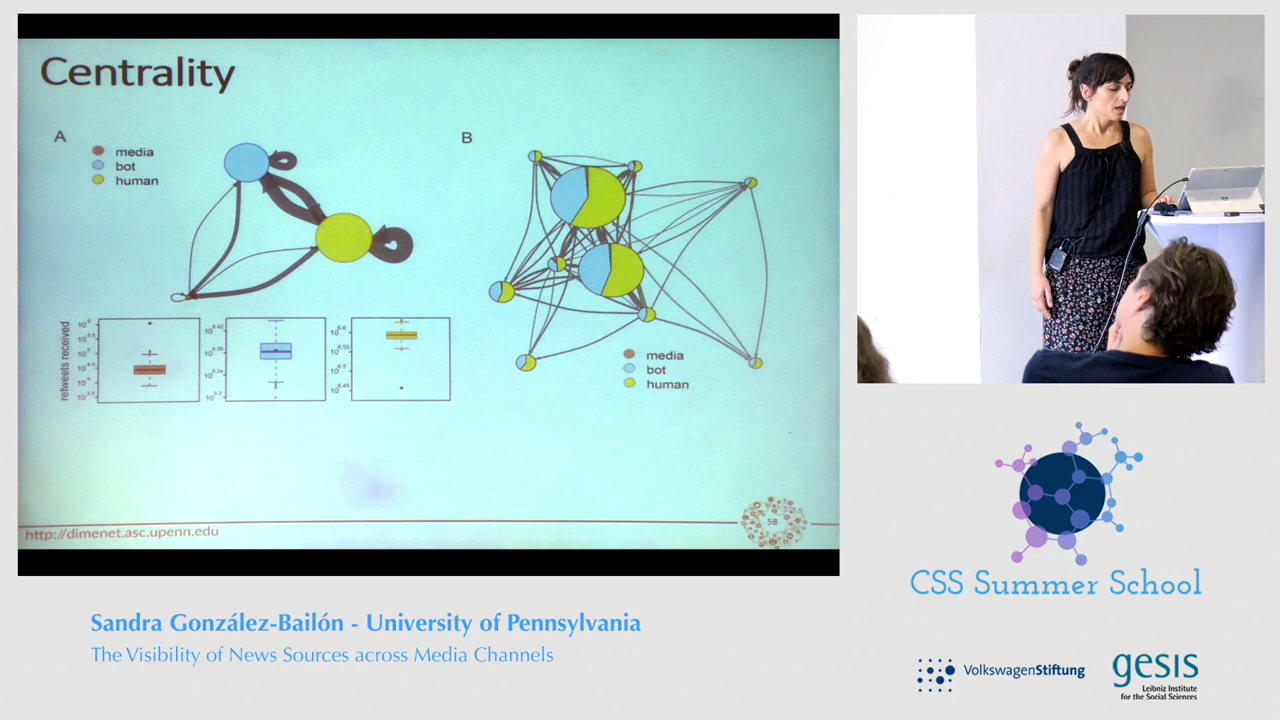 Centrality
A
media
bot
human
B
retweets received
media
bot
human
http://dimenet.asc.upenn.edu
58
CSS Summer School
Sandra González-Bailón - University of Pennsylvania
The Visibility of News Sources across Media Channels
VolkswagenStiftung
gesis
Leibniz Institute
for the Social Sciences